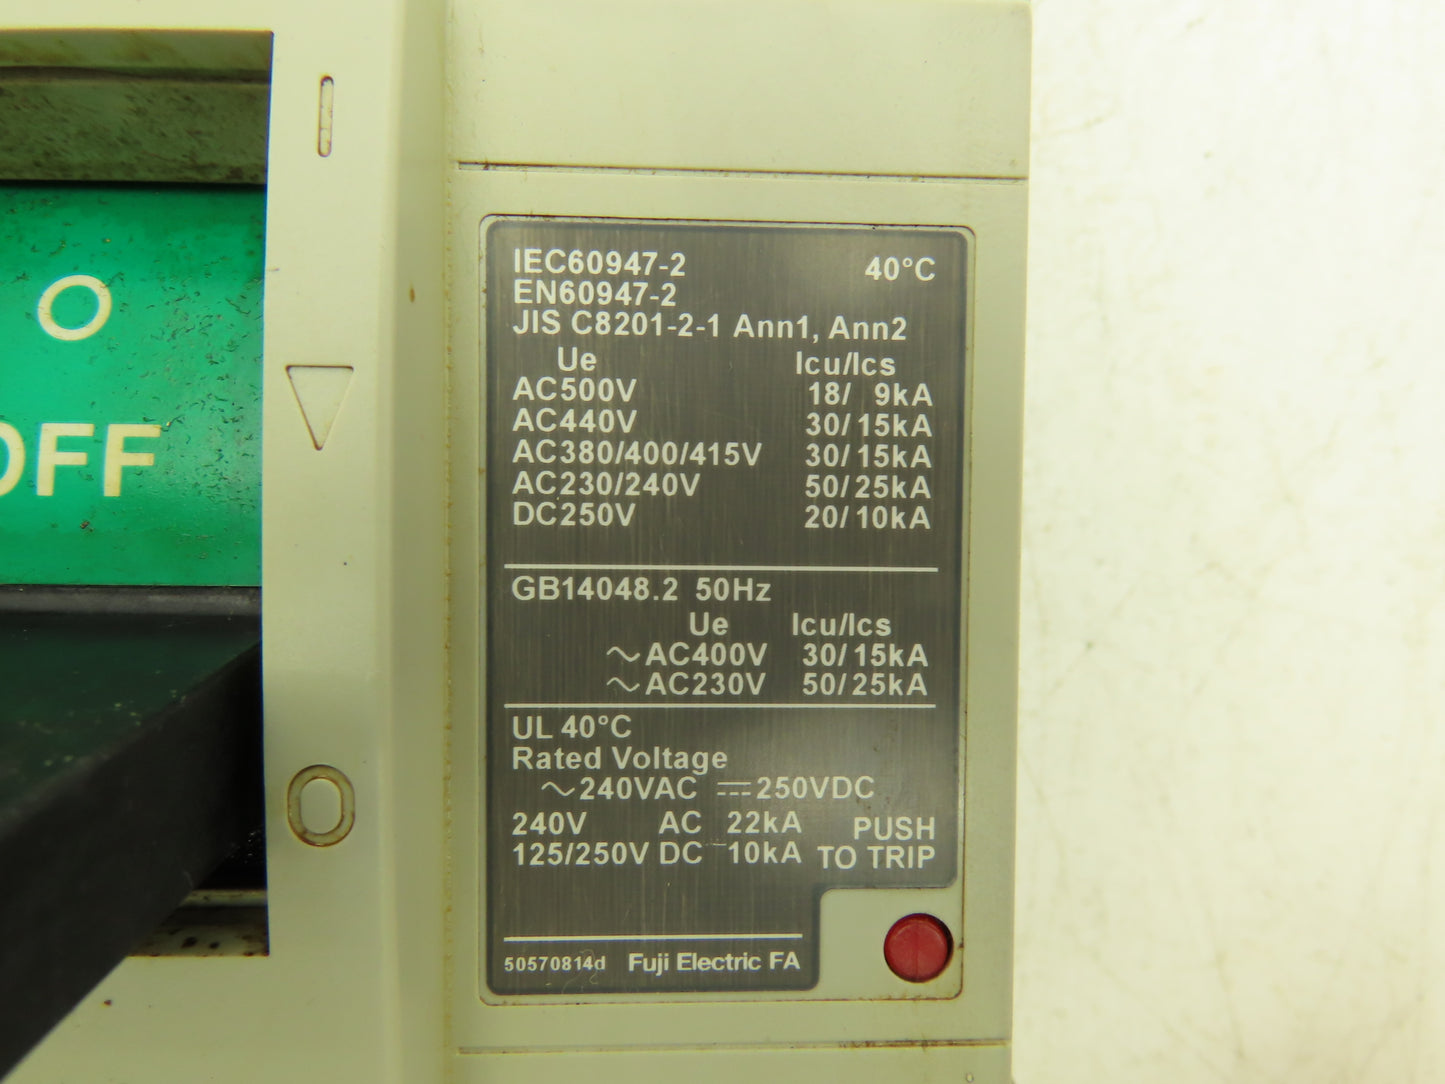 O
OFF
IEC60947-2 40°C
EN60947-2
JIS C8201-2-1 Ann1, Ann2
Ue Icu/Ics
AC500V 18/ 9kA
AC440V 30/15kA
AC380/400/415V 30/15kA
AC230/240V 50/25kA
DC250V 20/10kA
GB14048.2 50Hz
Ue Icu/Ics
～AC400V 30/15kA
～AC230V 50/25kA
UL 40°C
Rated Voltage
～240VAC ⎓250VDC
240V AC 22kA PUSH
125/250V DC 10kA TO TRIP
50570814d Fuji Electric FA